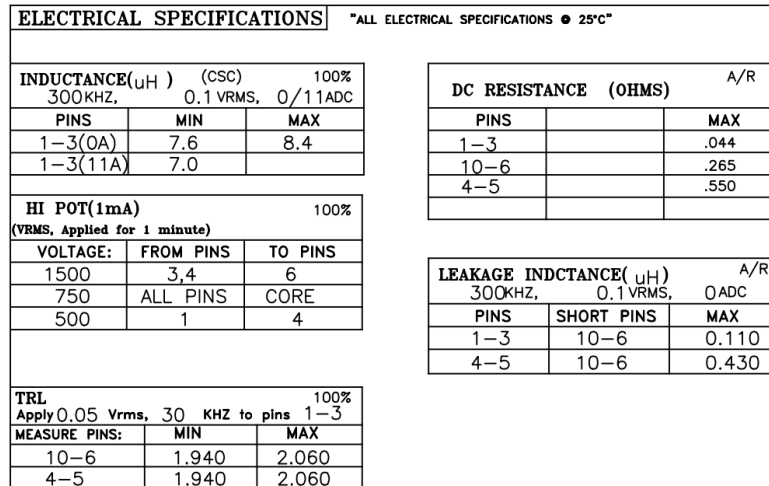 ELECTRICAL SPECIFICATIONS "ALL ELECTRICAL SPECIFICATIONS @ 25°C"
INDUCTANCE(uH ) (CSC) 100%
300KHZ, 0.1 VRMS, 0/11ADC
PINS MIN MAX
1-3(0A) 7.6 8.4
1-3(11A) 7.0
HI POT(1mA) 100%
(VRMS, Applied for 1 minute)
VOLTAGE: FROM PINS TO PINS
1500 3,4 6
750 ALL PINS CORE
500 1 4
TRL 100%
Apply 0.05 Vrms, 30 KHZ to pins 1-3
MEASURE PINS: MIN MAX
10-6 1.940 2.060
4-5 1.940 2.060
DC RESISTANCE (OHMS) A/R
PINS MAX
1-3 .044
10-6 .265
4-5 .550
LEAKAGE INDCTANCE( uH) A/R
300KHZ, 0.1 VRMS, 0ADC
PINS SHORT PINS MAX
1-3 10-6 0.110
4-5 10-6 0.430